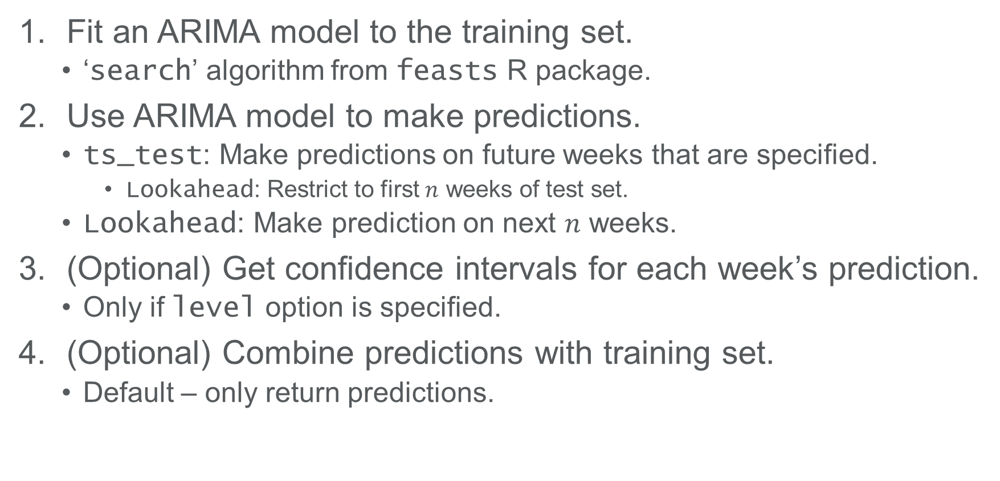 1. Fit an ARIMA model to the training set.
• ‘search’ algorithm from feasts R package.
2. Use ARIMA model to make predictions.
• ts_test: Make predictions on future weeks that are specified.
• Lookahead: Restrict to first n weeks of test set.
• Lookahead: Make prediction on next n weeks.
3. (Optional) Get confidence intervals for each week’s prediction.
• Only if level option is specified.
4. (Optional) Combine predictions with training set.
• Default – only return predictions.